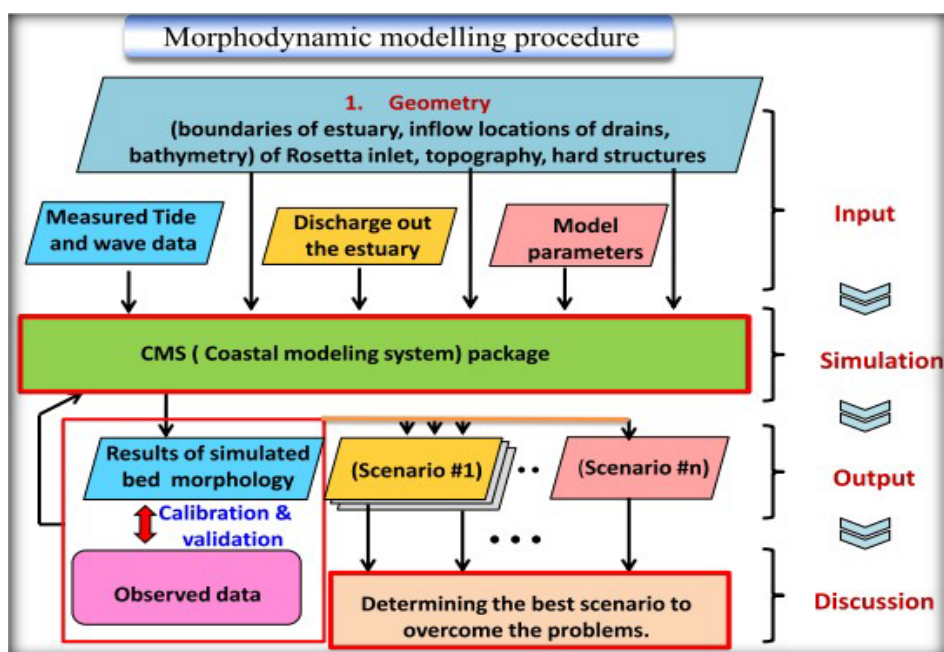 Morphodynamic modelling procedure
1. Geometry
(boundaries of estuary, inflow locations of drains,
bathymetry) of Rosetta inlet, topography, hard structures
Measured Tide
and wave data
Discharge out
the estuary
Model
parameters
Input
CMS ( Coastal modeling system) package
Simulation
Results of simulated
bed morphology
(Scenario #1)
(Scenario #n)
Output
Calibration &
validation
Observed data
Determining the best scenario to
overcome the problems.
Discussion